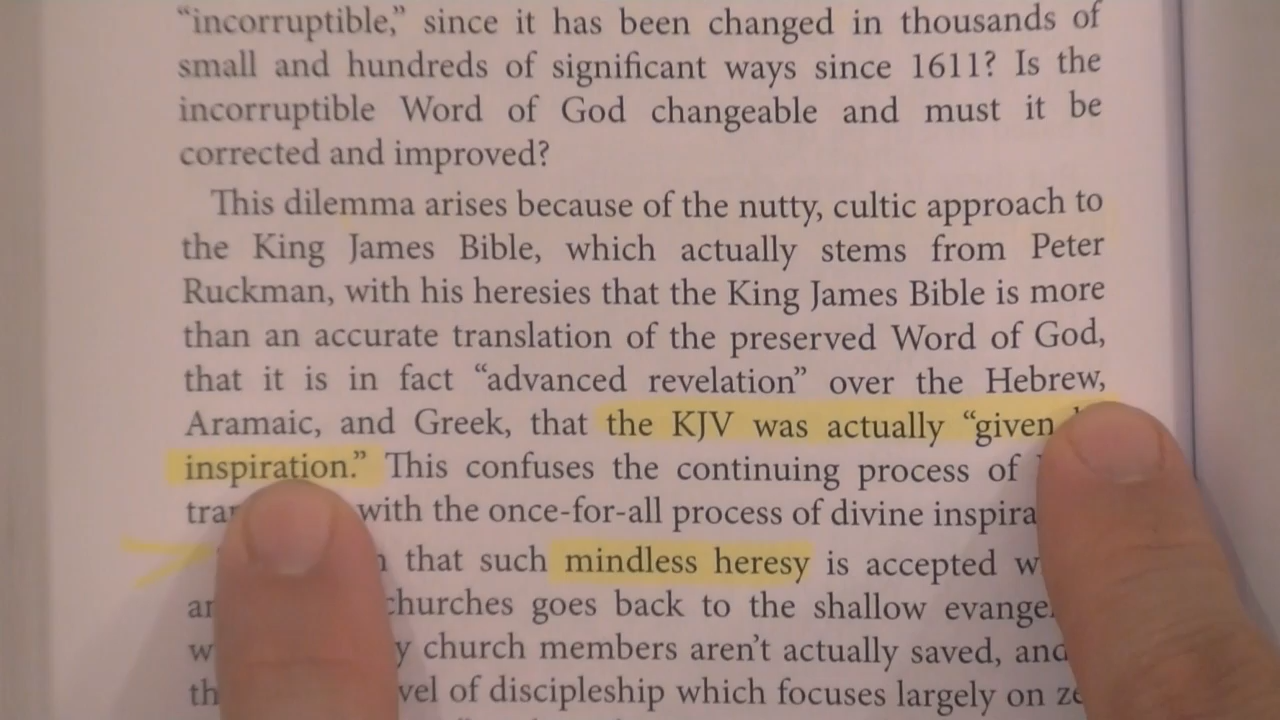 “incorruptible,” since it has been changed in thousands of
small and hundreds of significant ways since 1611? Is the
incorruptible Word of God changeable and must it be
corrected and improved?
This dilemma arises because of the nutty, cultic approach to
the King James Bible, which actually stems from Peter
Ruckman, with his heresies that the King James Bible is more
than an accurate translation of the preserved Word of God,
that it is in fact “advanced revelation” over the Hebrew,
Aramaic, and Greek, that the KJV was actually “given
inspiration.” This confuses the continuing process of
with the once-for-all process of divine
that such mindless heresy is accepted
churches goes back to the shallow
church members aren’t actually saved, and
of discipleship which focuses largely on